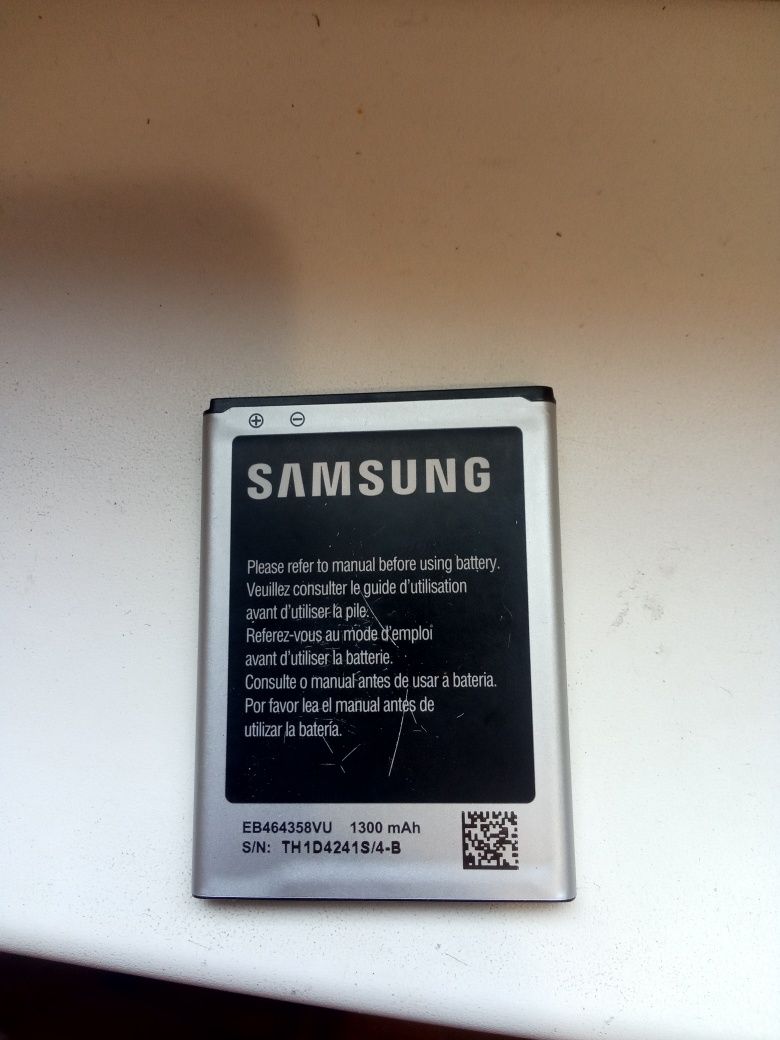 + -
SAMSUNG
Please refer to manual before using battery.
Veuillez consulter le guide d'utilisation
avant d'utiliser la pile.
Referez-vous au mode d'emploi
avant d'utiliser la batterie.
Consulte o manual antes de usar a bateria.
Por favor lea el manual antes de
utilizar la batería.
EB464358VU 1300 mAh
S/N: TH1D4241S/4-B